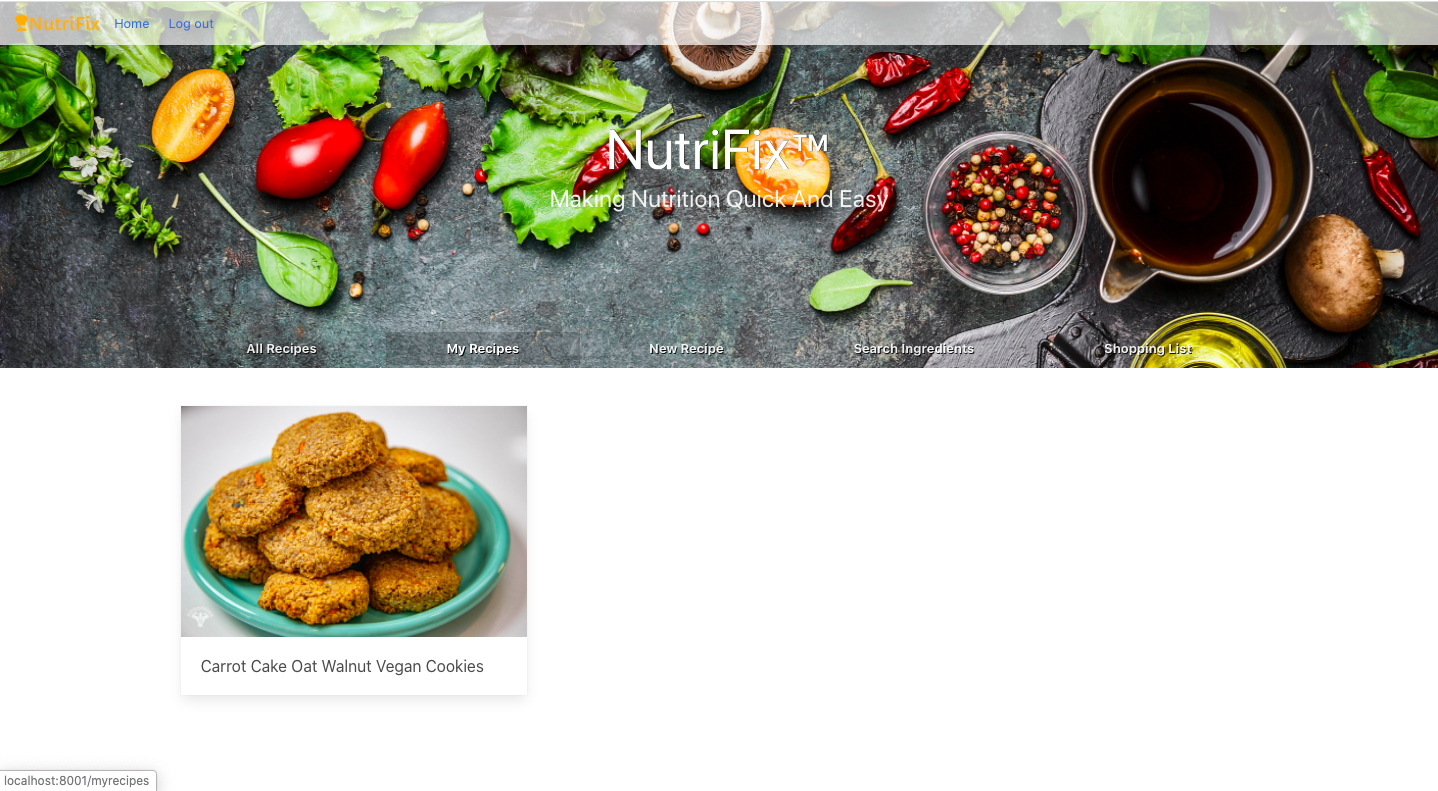 NutriFix Home Log out
NutriFix™
Making Nutrition Quick And Easy
All Recipes My Recipes New Recipe Search Ingredients Shopping List
Carrot Cake Oat Walnut Vegan Cookies
localhost:8001/myrecipes